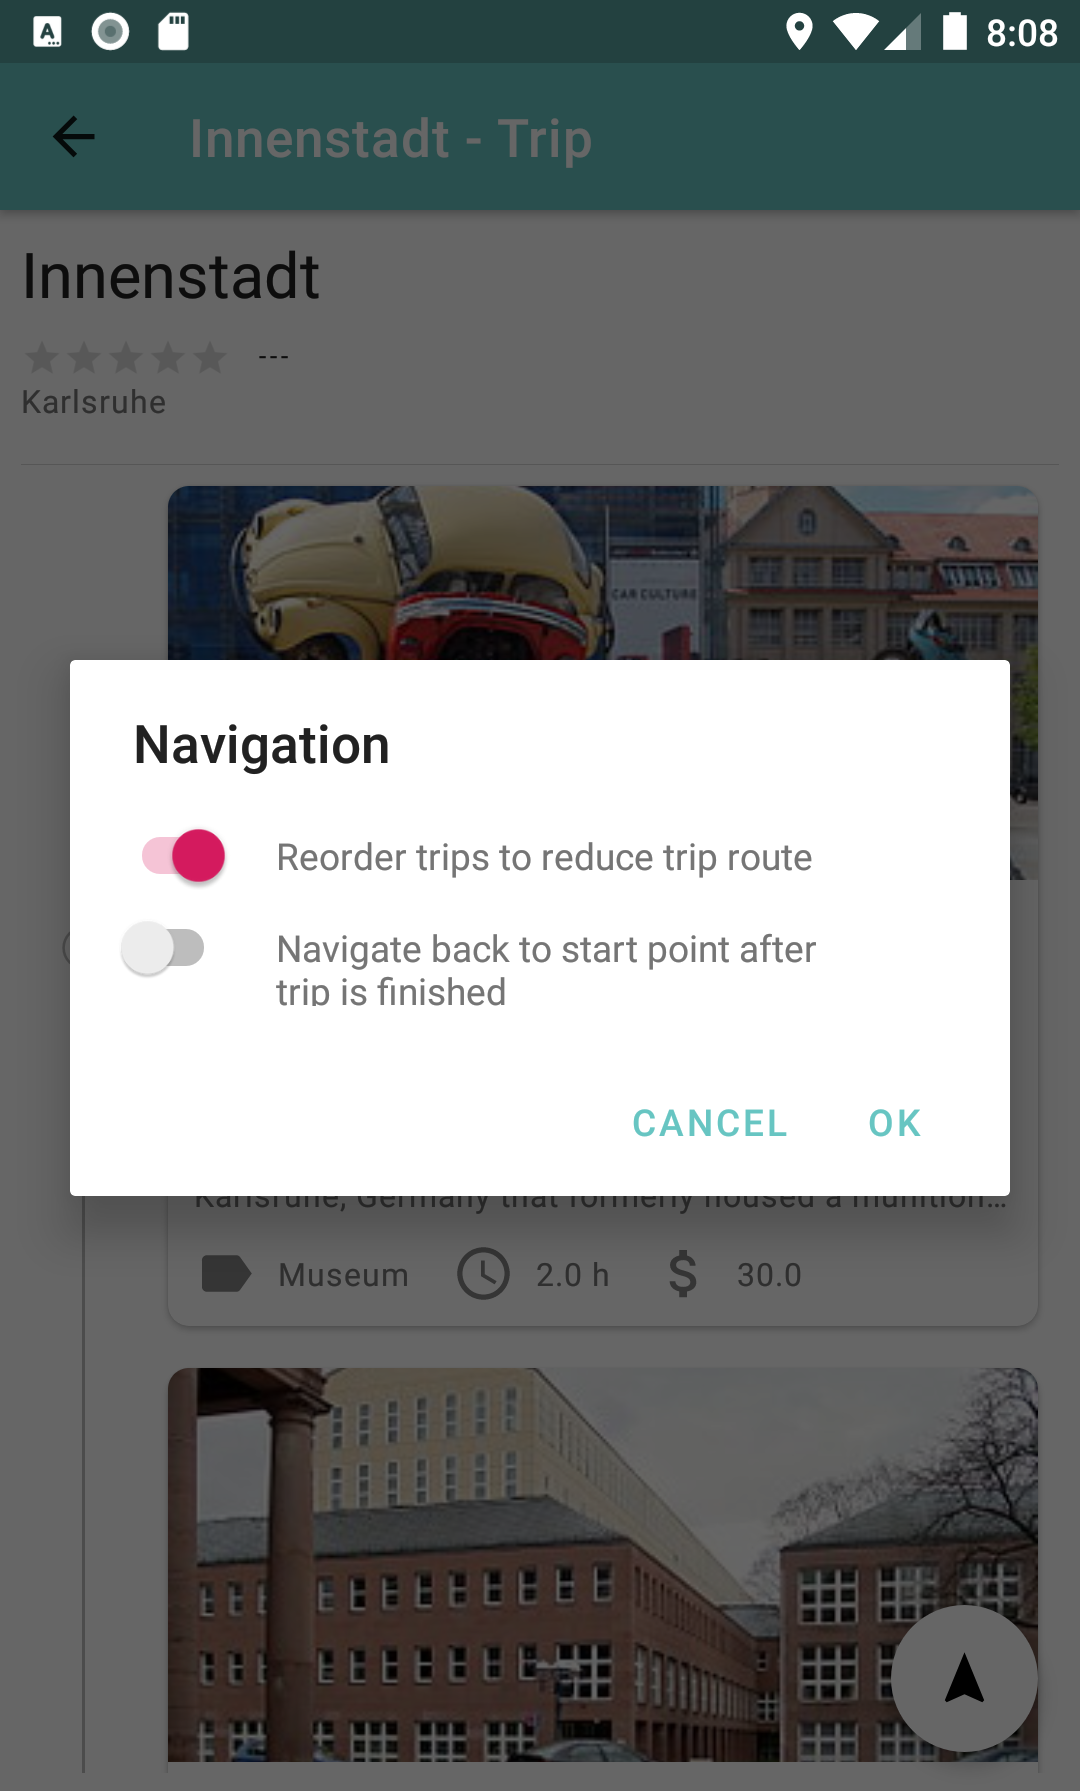 8:08
Innenstadt - Trip
Innenstadt
---
Karlsruhe
CAR CULTURE
Navigation
Reorder trips to reduce trip route
Navigate back to start point after
trip is finished
CANCEL OK
Karlsruhe, Germany that formerly housed a munition...
Museum 2.0 h $ 30.0